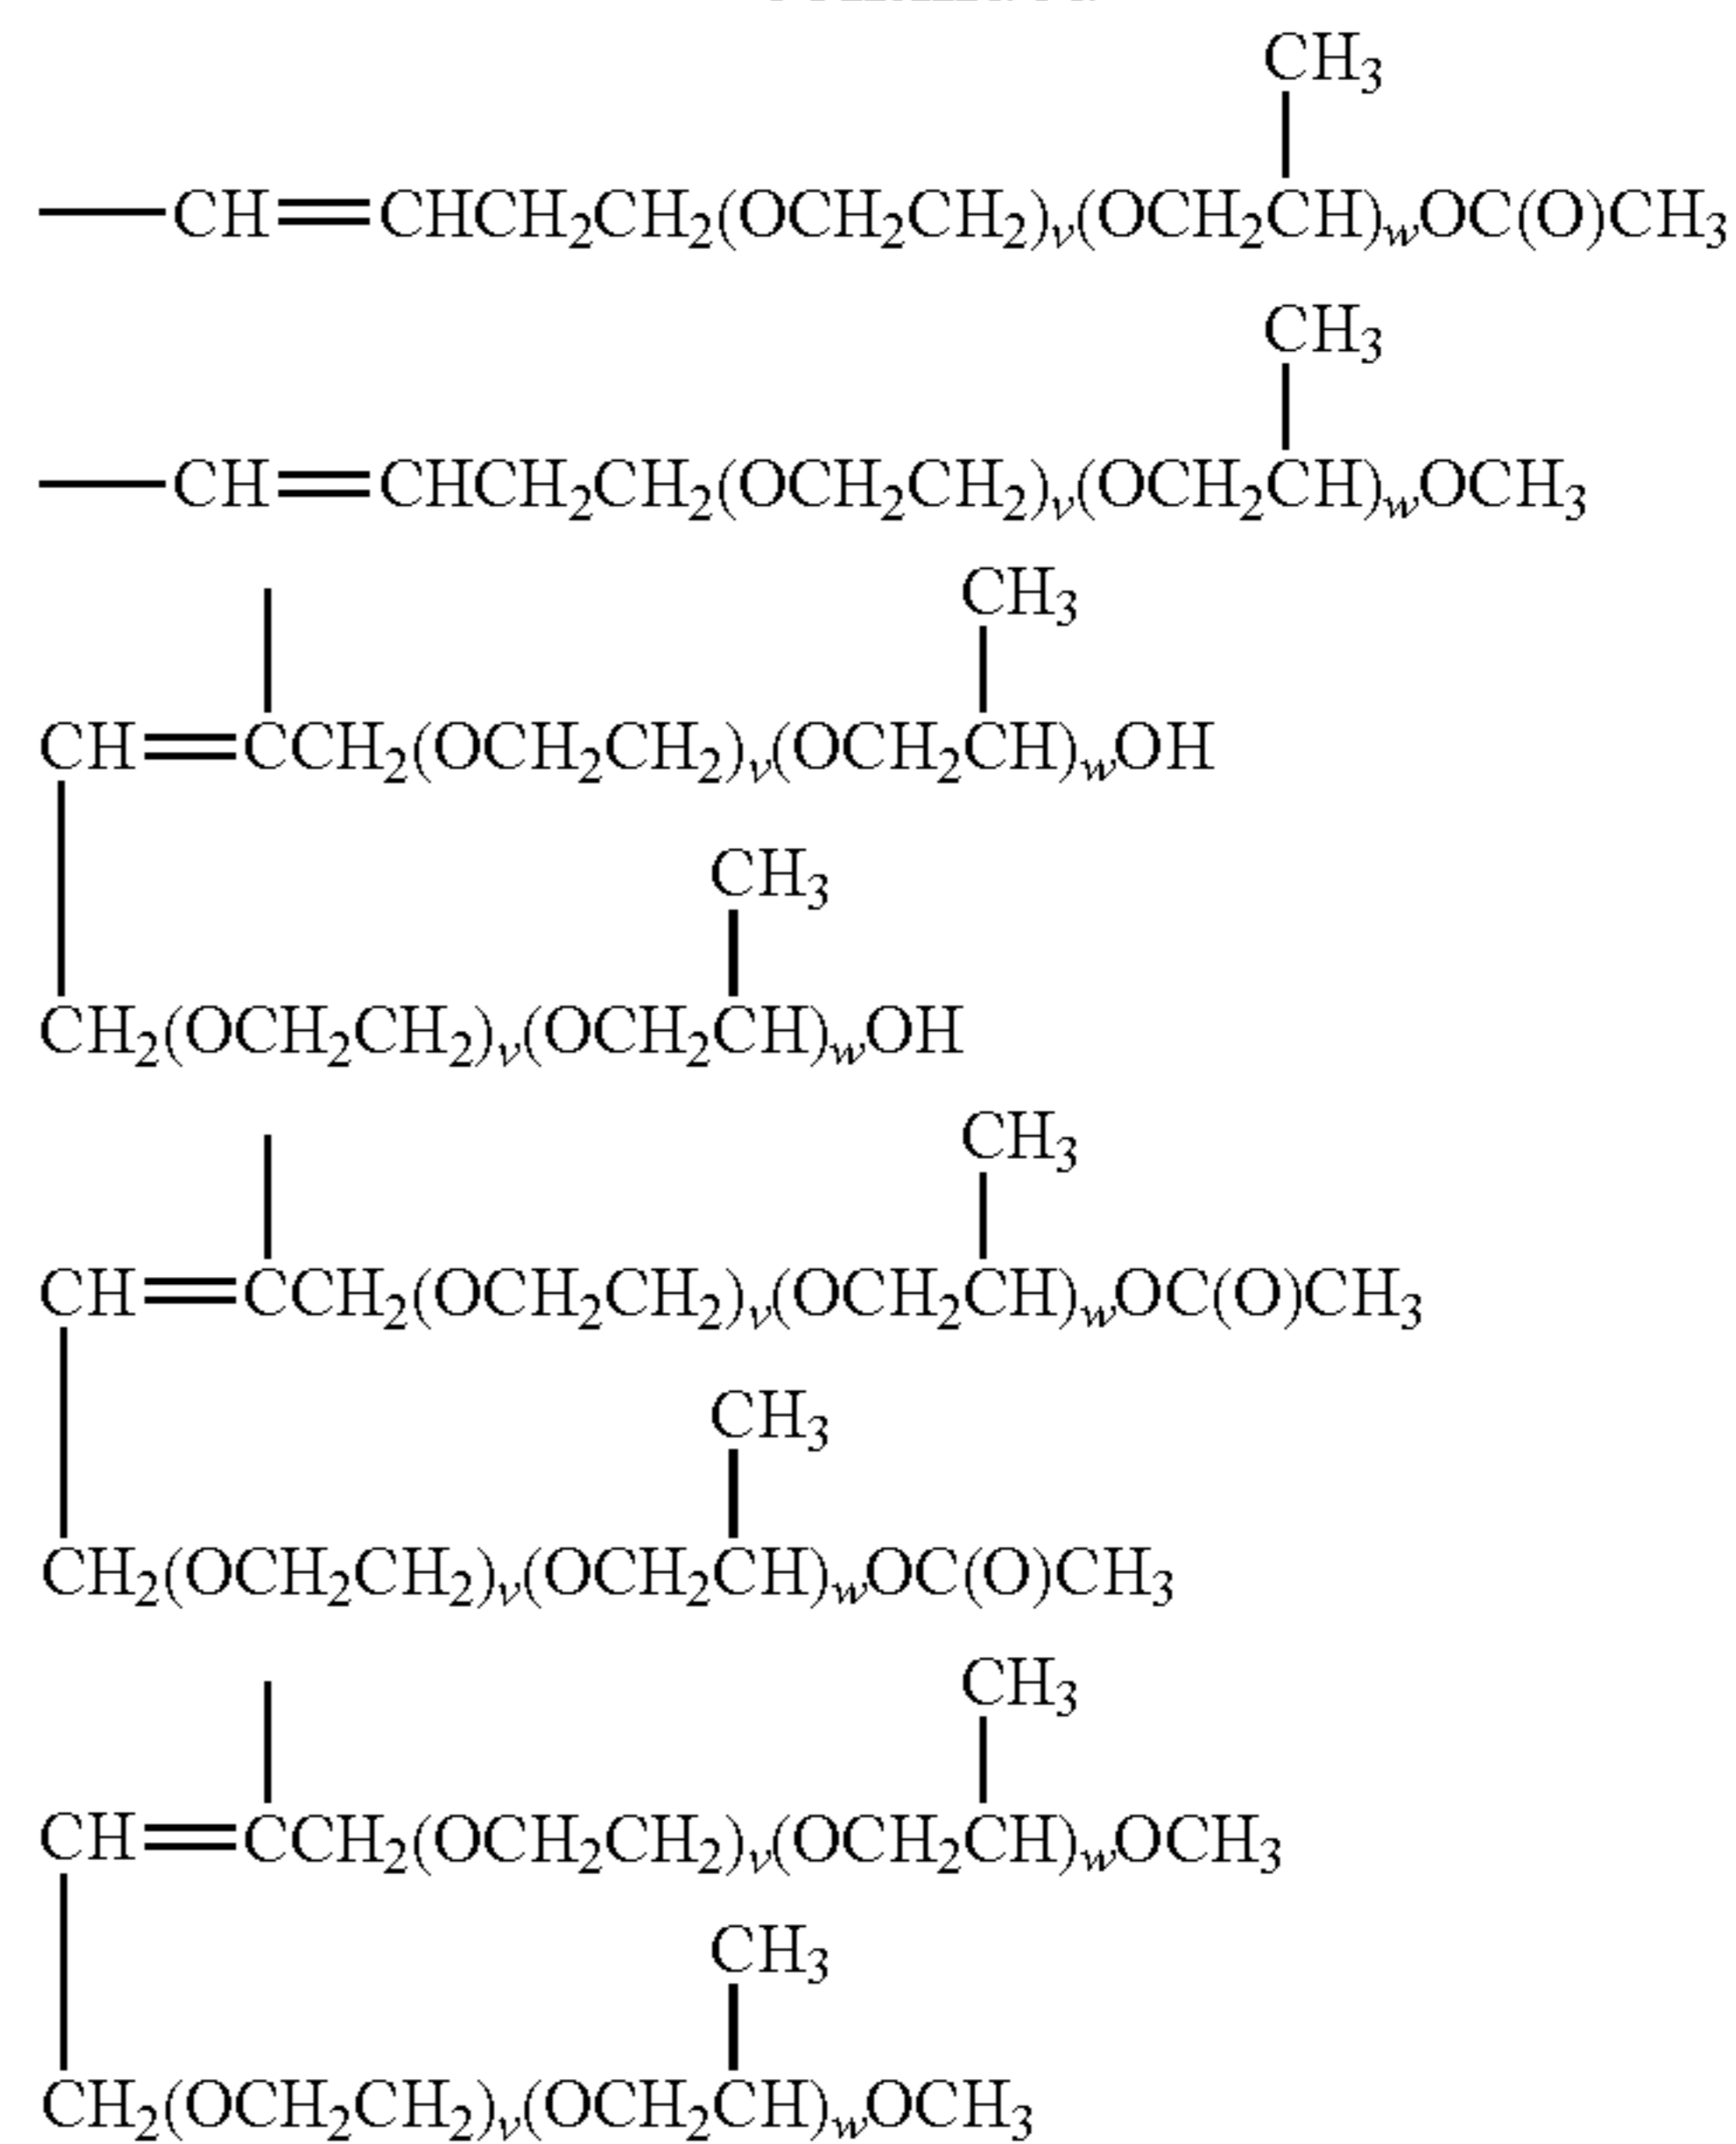 CH₃
—CH═CHCH₂CH₂(OCH₂CH₂)ᵥ(OCH₂CH)wOC(O)CH₃
CH₃
—CH═CHCH₂CH₂(OCH₂CH₂)ᵥ(OCH₂CH)wOCH₃
CH₃
CH═CCH₂(OCH₂CH₂)ᵥ(OCH₂CH)wOH
CH₃
CH₂(OCH₂CH₂)ᵥ(OCH₂CH)wOH
CH₃
CH═CCH₂(OCH₂CH₂)ᵥ(OCH₂CH)wOC(O)CH₃
CH₃
CH₂(OCH₂CH₂)ᵥ(OCH₂CH)wOC(O)CH₃
CH₃
CH═CCH₂(OCH₂CH₂)ᵥ(OCH₂CH)wOCH₃
CH₃
CH₂(OCH₂CH₂)ᵥ(OCH₂CH)wOCH₃